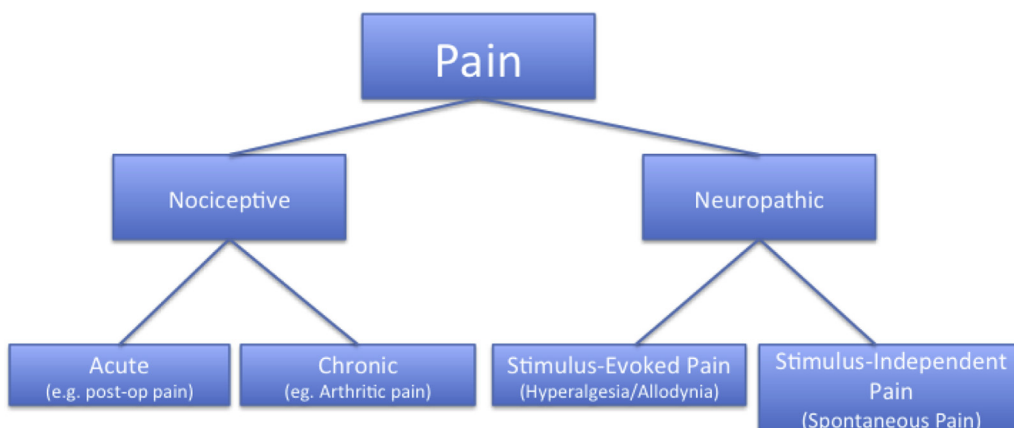 Pain
Nociceptive
Neuropathic
Acute
(e.g. post-op pain)
Chronic
(eg. Arthritic pain)
Stimulus-Evoked Pain
(Hyperalgesia/Allodynia)
Stimulus-Independent
Pain
(Spontaneous Pain)